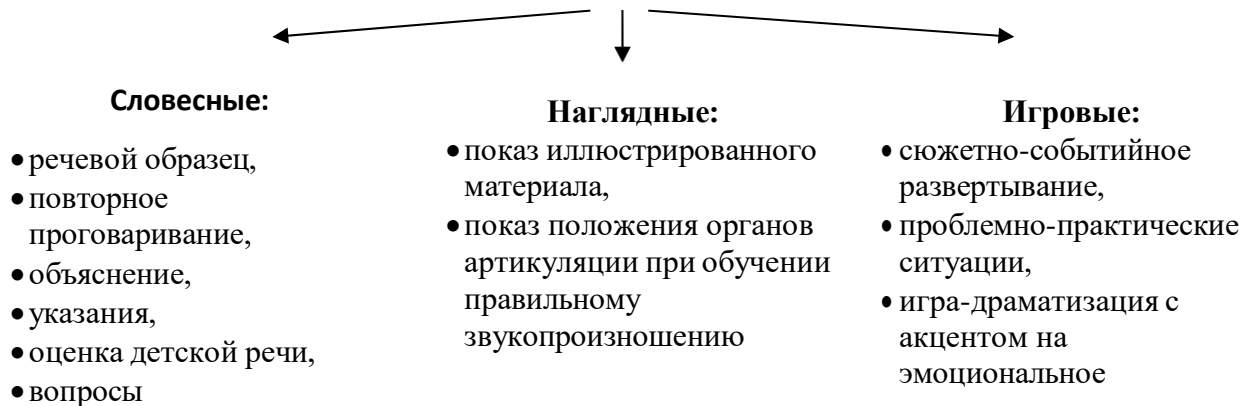 Словесные:
• речевой образец,
• повторное
проговаривание,
• объяснение,
• указания,
• оценка детской речи,
• вопросы
Наглядные:
• показ иллюстрированного
материала,
• показ положения органов
артикуляции при обучении
правильному
звукопроизношению
Игровые:
• сюжетно-событийное
развертывание,
• проблемно-практические
ситуации,
• игра-драматизация с
акцентом на
эмоциональное